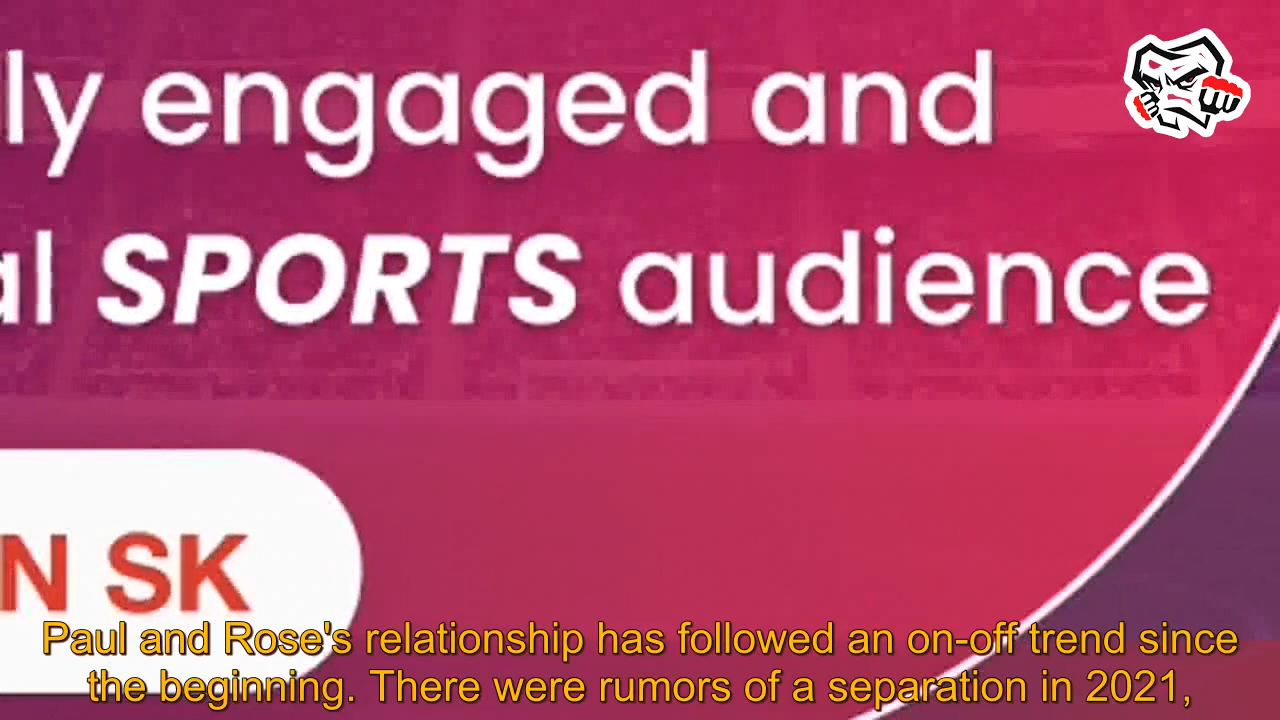 ly engaged and
al SPORTS audience
N SK
Paul and Rose's relationship has followed an on-off trend since
the beginning. There were rumors of a separation in 2021,